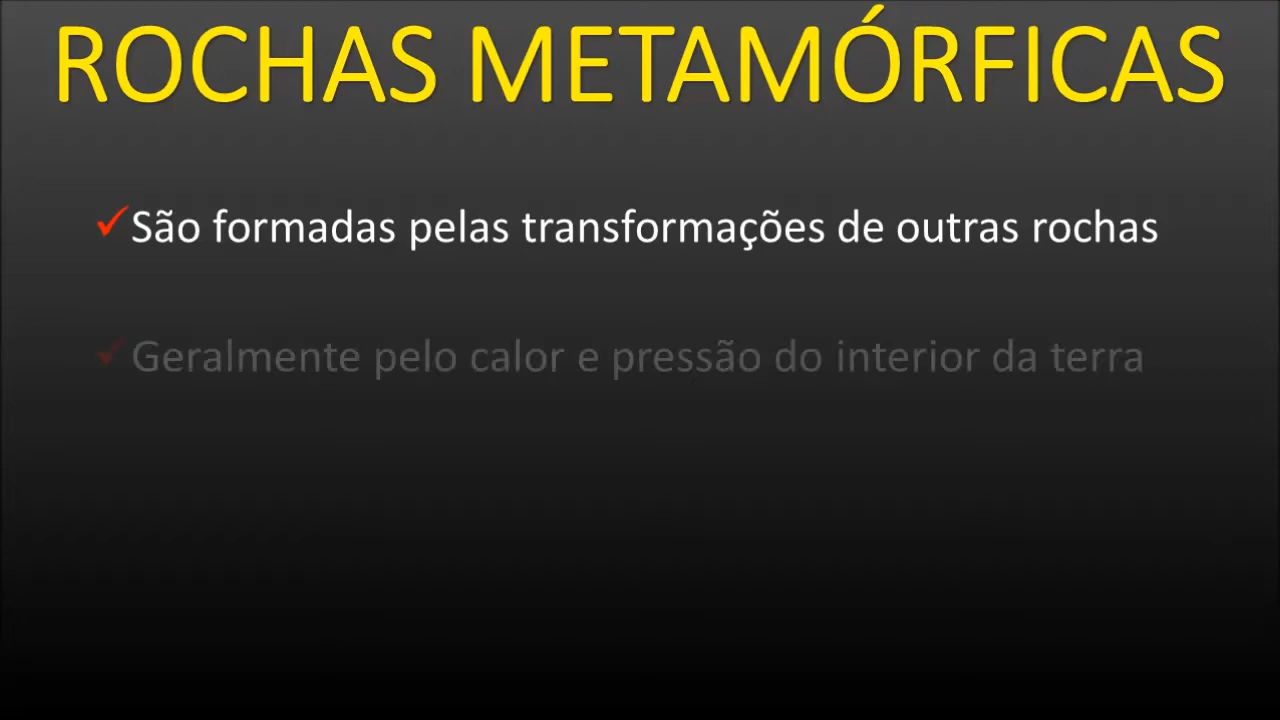 ROCHAS METAMÓRFICAS
São formadas pelas transformações de outras rochas
Geralmente pelo calor e pressão do interior da terra